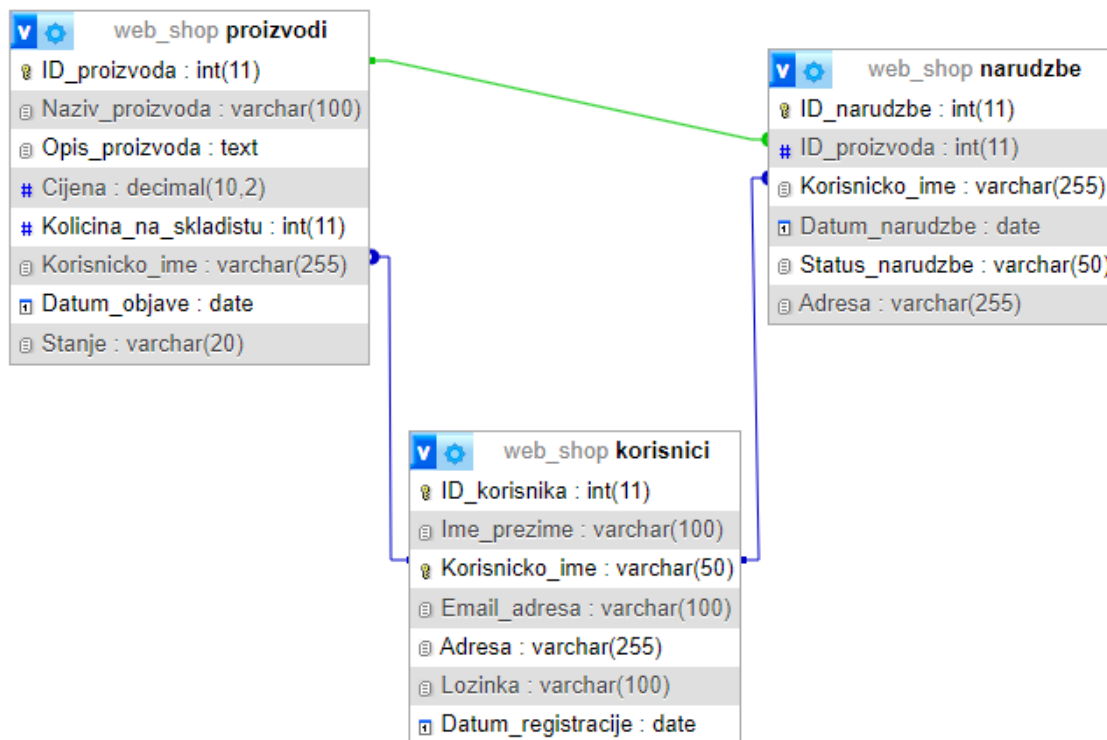 v web_shop proizvodi
ID_proizvoda : int(11)
Naziv_proizvoda : varchar(100)
Opis_proizvoda : text
# Cijena : decimal(10,2)
# Kolicina_na_skladistu : int(11)
Korisnicko_ime : varchar(255)
Datum_objave : date
Stanje : varchar(20)
v web_shop narudzbe
ID_narudzbe : int(11)
# ID_proizvoda : int(11)
Korisnicko_ime : varchar(255)
Datum_narudzbe : date
Status_narudzbe : varchar(50)
Adresa : varchar(255)
v web_shop korisnici
ID_korisnika : int(11)
Ime_prezime : varchar(100)
Korisnicko_ime : varchar(50)
Email_adresa : varchar(100)
Adresa : varchar(255)
Lozinka : varchar(100)
Datum_registracije : date